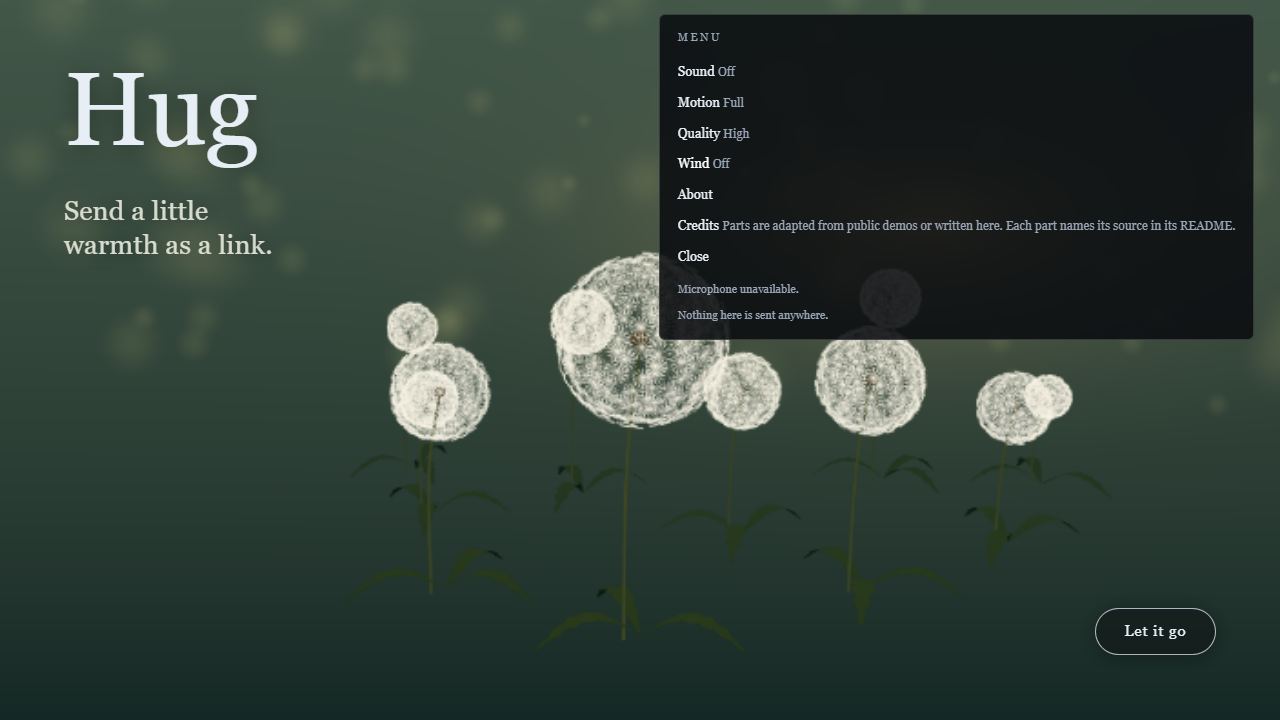 Hug
Send a little
warmth as a link.
MENU
Sound Off
Motion Full
Quality High
Wind Off
About
Credits Parts are adapted from public demos or written here. Each part names its source in its README.
Close
Microphone unavailable.
Nothing here is sent anywhere.
Let it go